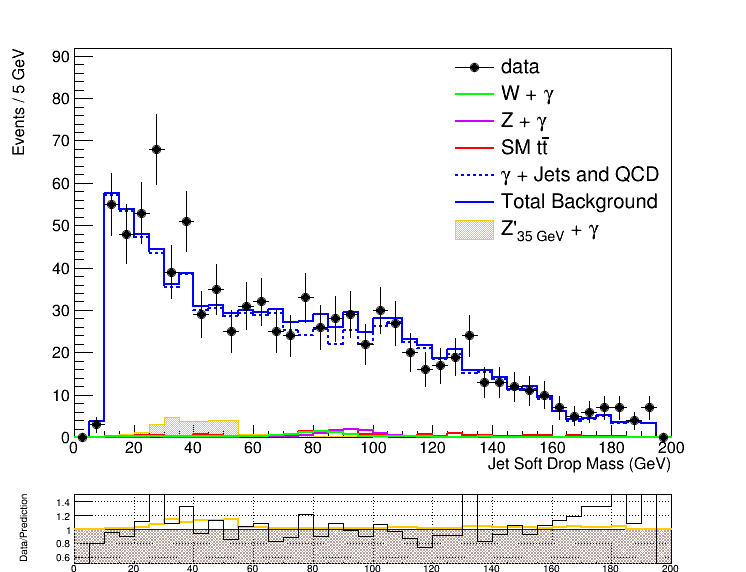 Events / 5 GeV
90
80
70
60
50
40
30
20
10
0
data
W + γ
Z + γ
SM tt̄
γ + Jets and QCD
Total Background
Z'35 GeV + γ
0 20 40 60 80 100 120 140 160 180 200
Jet Soft Drop Mass (GeV)
Data/Prediction
1.4
1.2
1
0.8
0.6
0 20 40 60 80 100 120 140 160 180 200